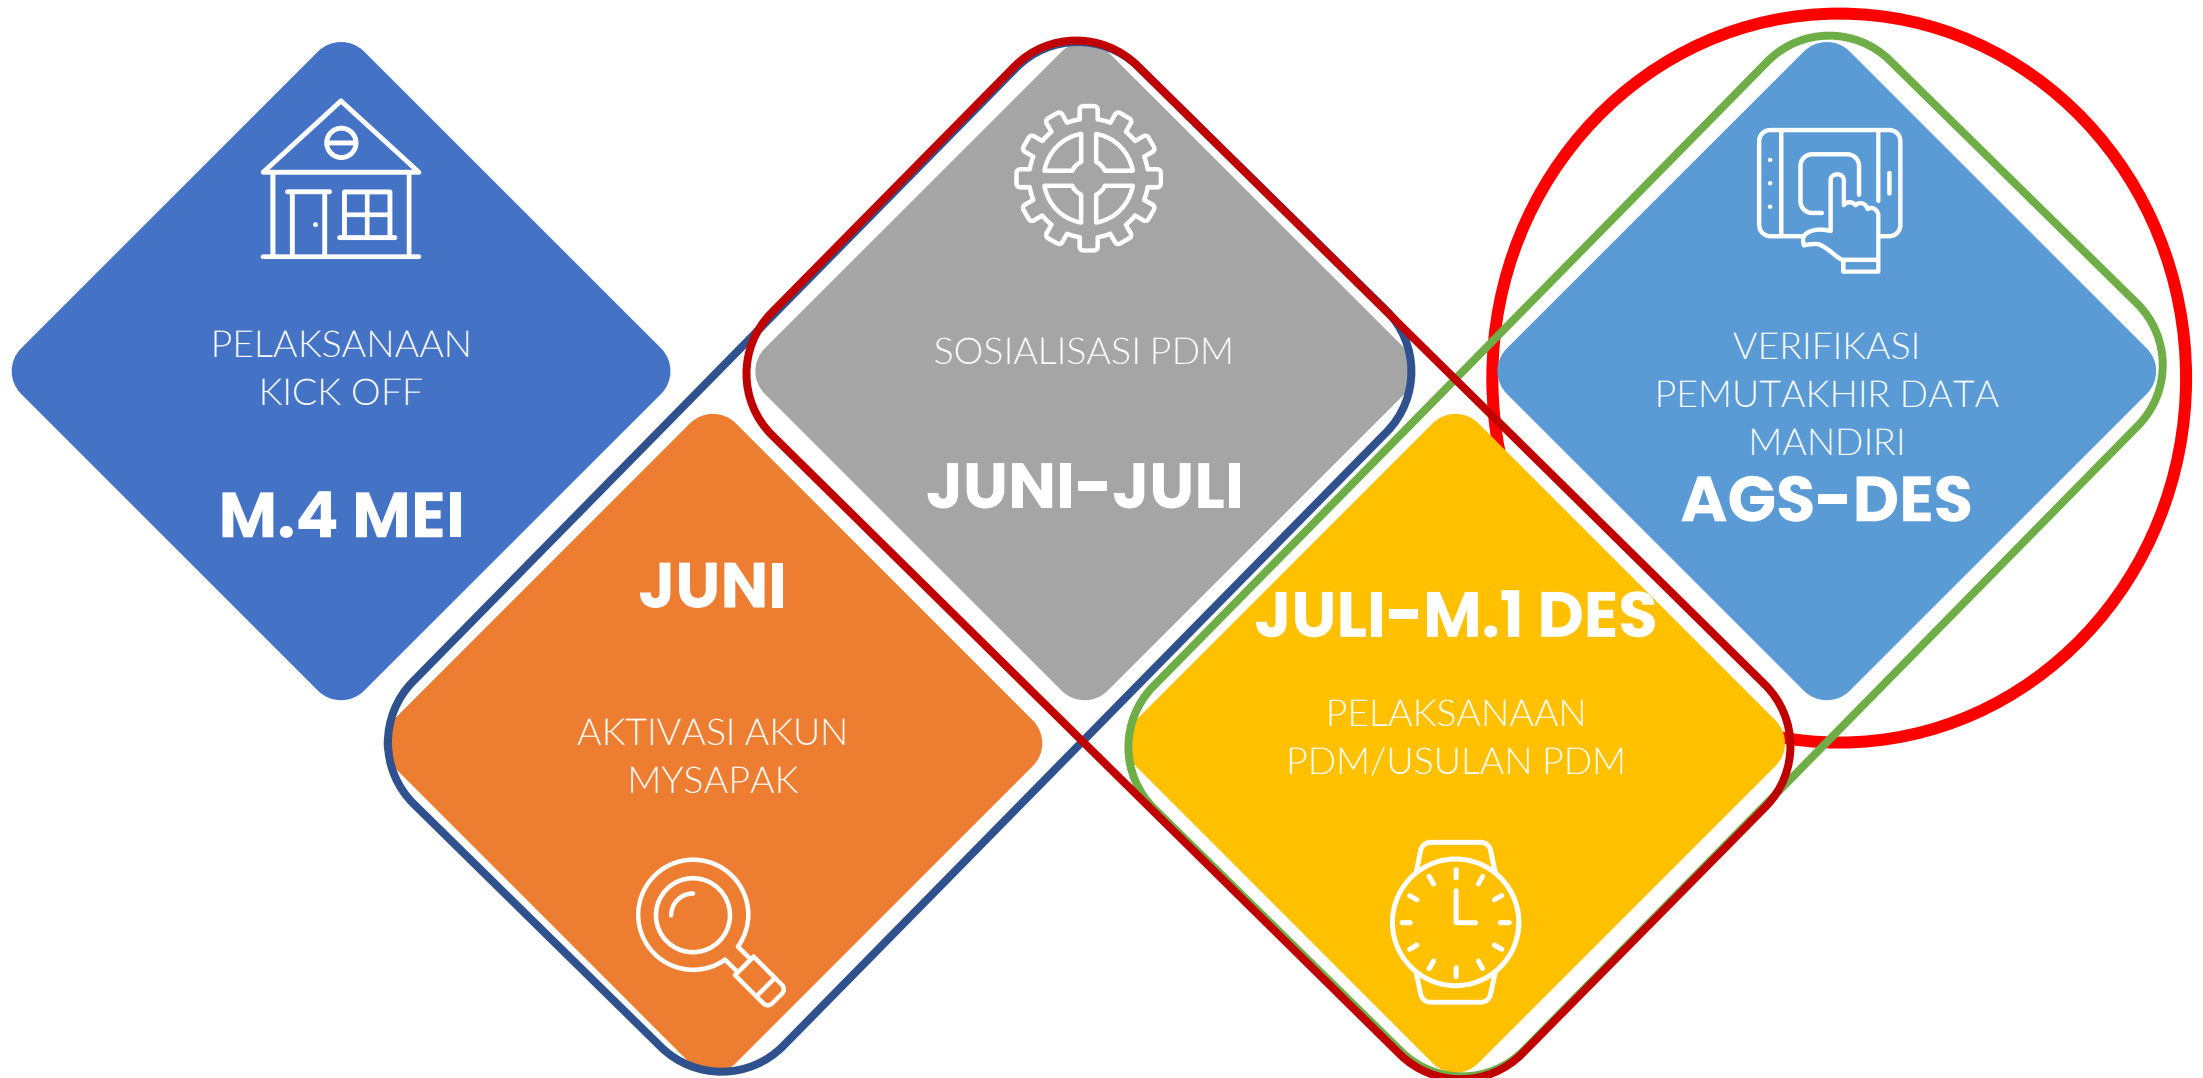 PELAKSANAAN
KICK OFF
M.4 MEI
JUNI
AKTIVASI AKUN
MYSAPAK
SOSIALISASI PDM
JUNI-JULI
JULI-M.1 DES
PELAKSANAAN
PDM/USULAN PDM
VERIFIKASI
PEMUTAKHIR DATA
MANDIRI
AGS-DES